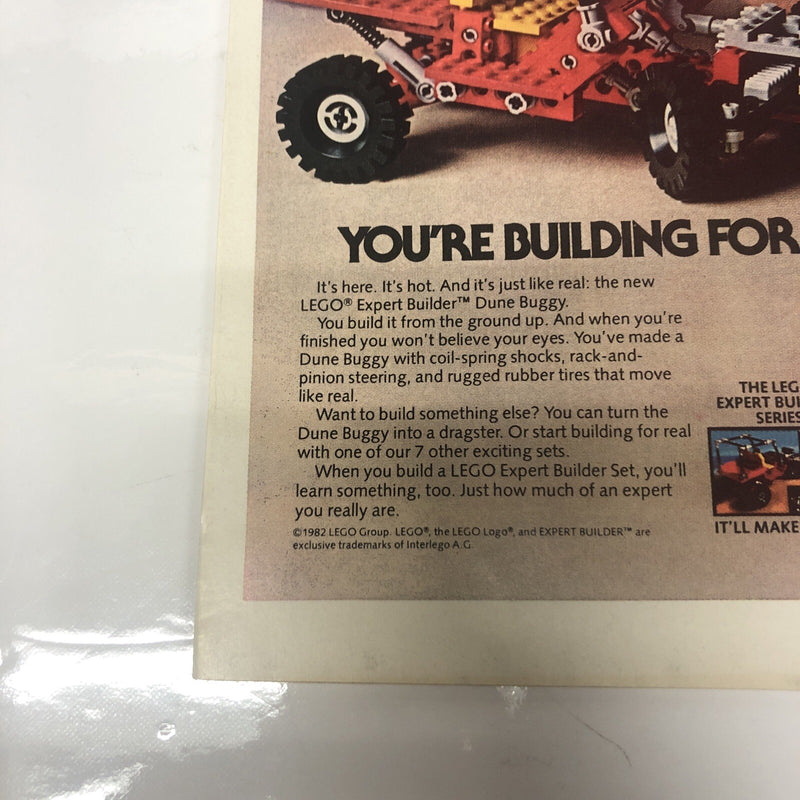 YOU'RE BUILDING FOR
It's here. It's hot. And it's just like real: the new
LEGO® Expert Builder™ Dune Buggy.
You build it from the ground up. And when you're
finished you won't believe your eyes. You've made a
Dune Buggy with coil-spring shocks, rack-and-
pinion steering, and rugged rubber tires that move
like real.
Want to build something else? You can turn the
Dune Buggy into a dragster. Or start building for real
with one of our 7 other exciting sets.
When you build a LEGO Expert Builder Set, you'll
learn something, too. Just how much of an expert
you really are.
©1982 LEGO Group. LEGO®, the LEGO Logo®, and EXPERT BUILDER™ are
exclusive trademarks of Interlego A.G.
THE LEG
EXPERT BUI
SERIES
IT'LL MAKE